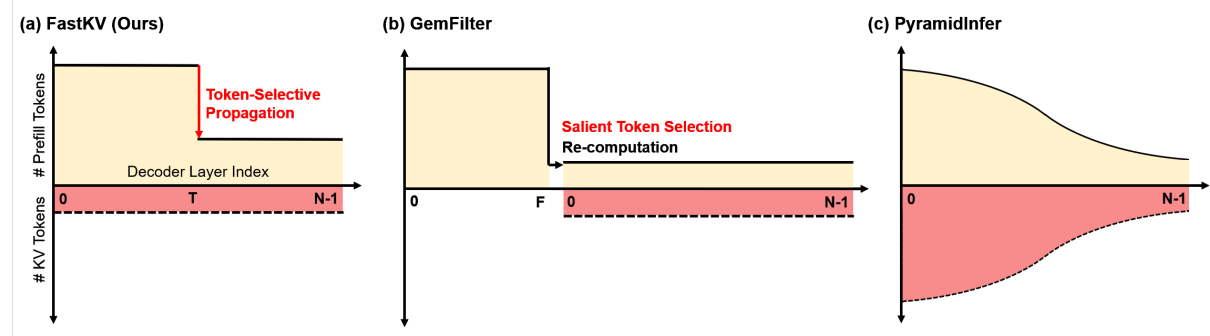 (a) FastKV (Ours)
# Prefill Tokens
# KV Tokens
Token-Selective
Propagation
Decoder Layer Index
0
T
N-1
(b) GemFilter
Salient Token Selection
Re-computation
0
F
0
N-1
(c) PyramidInfer
0
N-1